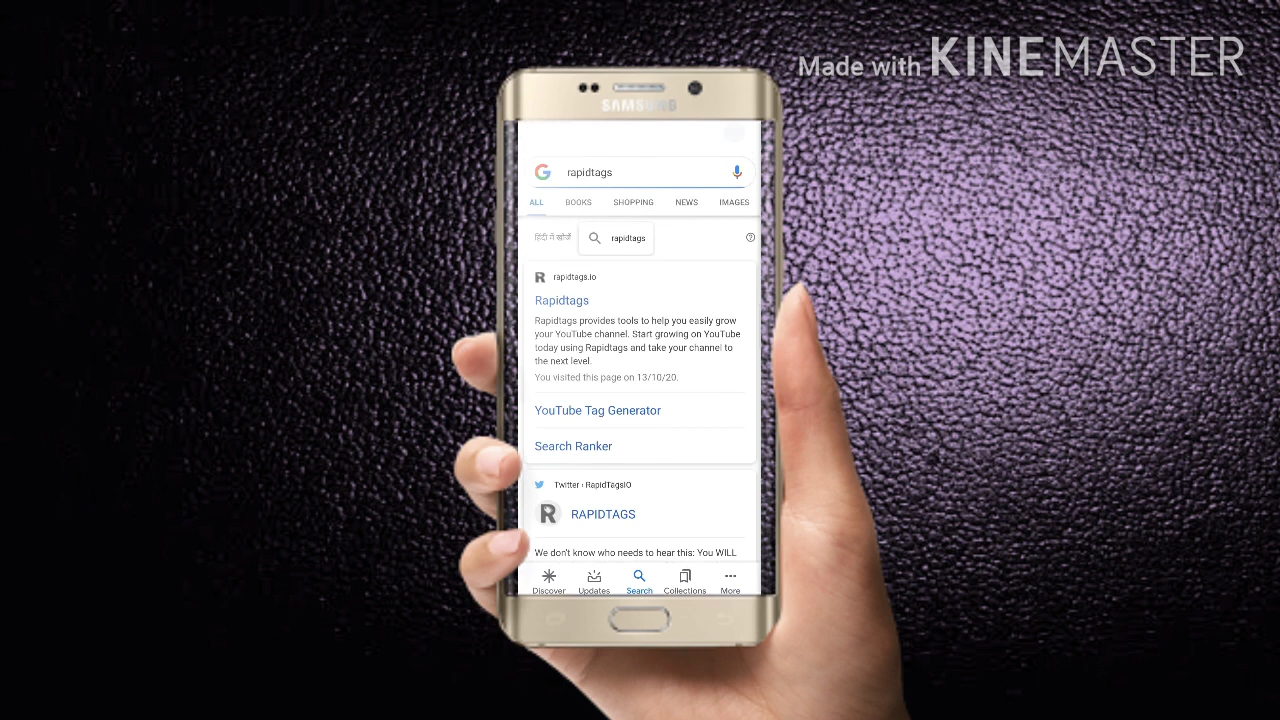 Made with KINEMASTER
SAMSUNG
rapidtags
ALL BOOKS SHOPPING NEWS IMAGES
हिंदी में खोजें rapidtags
R rapidtags.io
Rapidtags
Rapidtags provides tools to help you easily grow
your YouTube channel. Start growing on YouTube
today using Rapidtags and take your channel to
the next level.
You visited this page on 13/10/20.
YouTube Tag Generator
Search Ranker
Twitter › RapidTagsIO
R RAPIDTAGS
We don't know who needs to hear this: You WILL
Discover Updates Search Collections More